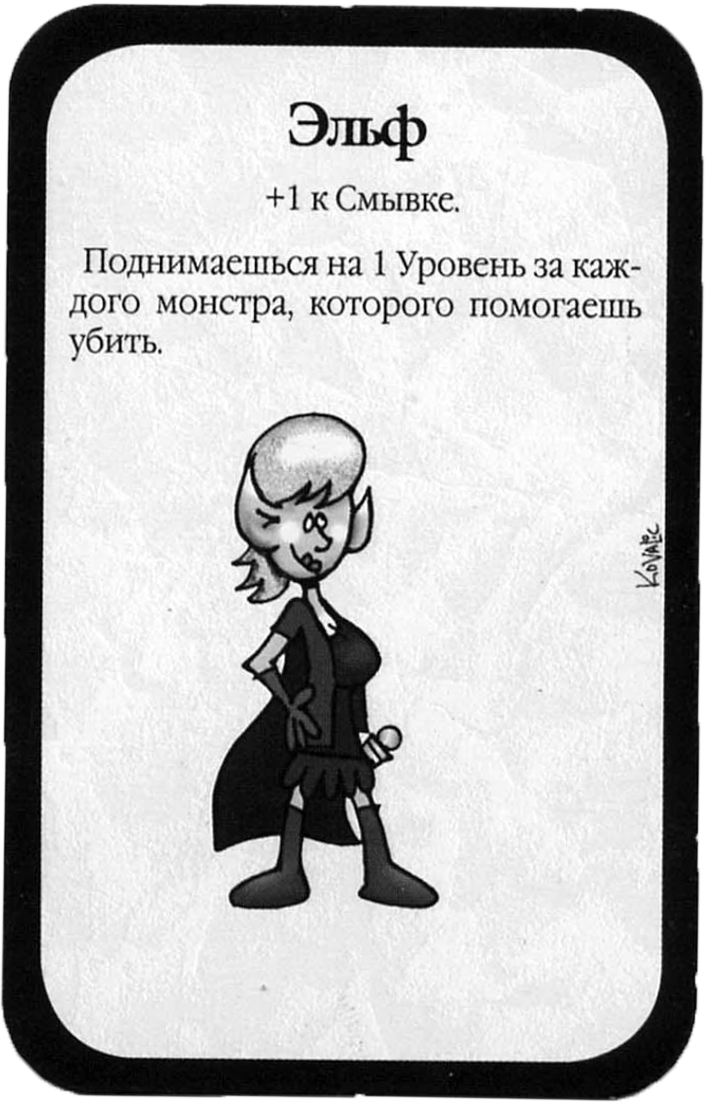 Эльф
+1 к Смывке.
Поднимаешься на 1 Уровень за каж-
дого монстра, которого помогаешь
убить.
KOVALIC